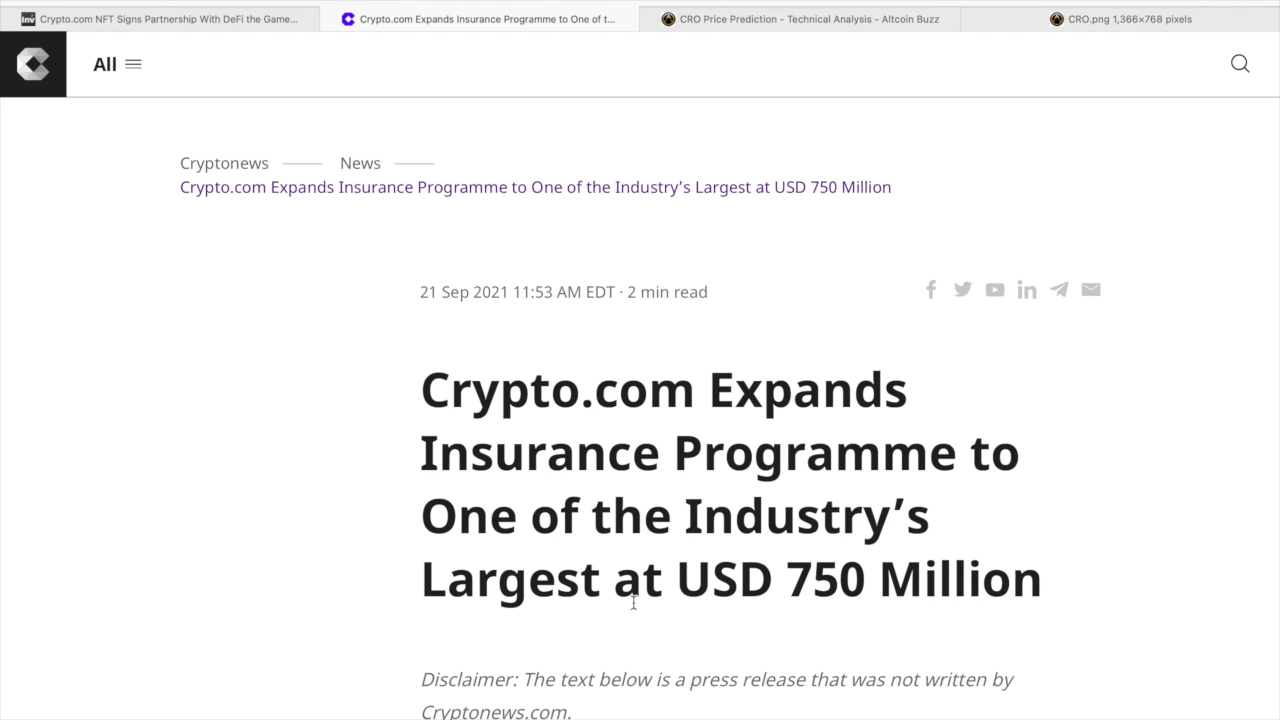 Crypto.com NFT Signs Partnership With DeFi the Game...
Crypto.com Expands Insurance Programme to One of t...
CRO Price Prediction - Technical Analysis - Altcoin Buzz
CRO.png 1,366×768 pixels
All
Cryptonews
News
Crypto.com Expands Insurance Programme to One of the Industry’s Largest at USD 750 Million
21 Sep 2021 11:53 AM EDT · 2 min read
Crypto.com Expands
Insurance Programme to
One of the Industry’s
Largest at USD 750 Million
Disclaimer: The text below is a press release that was not written by
Cryptonews.com.